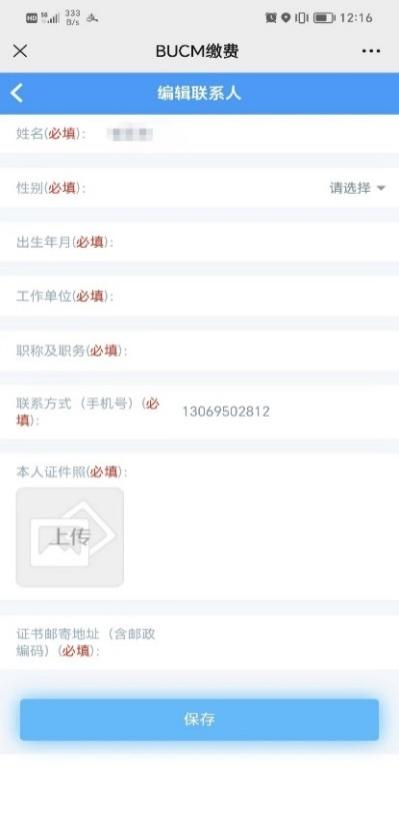 HD 5G 333 B/s 12:16
BUCM缴费
编辑联系人
姓名(必填):
性别(必填): 请选择
出生年月(必填):
工作单位(必填):
职称及职务(必填):
联系方式（手机号）(必
填): 13069502812
本人证件照(必填):
上传
证书邮寄地址（含邮政
编码）(必填):
保存